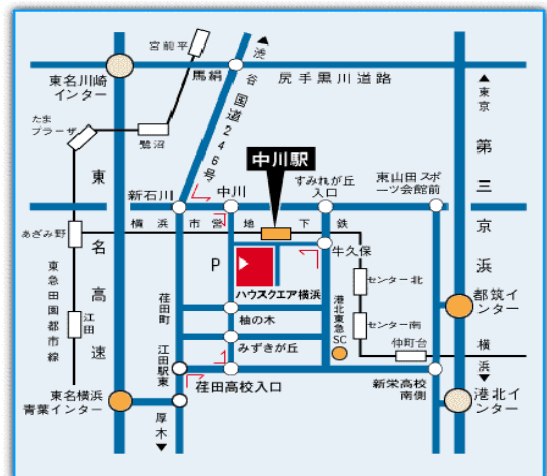 宮前平
渋
谷
東名川崎
インター
馬絹
尻手黒川道路
国道246号
たま
プラーザ
鷺沼
東京
第三京浜
中川駅
新石川
中川
すみれが丘
入口
東山田スポ
ーツ会館前
東名高速
横浜市営地下鉄
あざみ野
牛久保
P
ハウスクエア横浜
センター北
東急田園都市線
江田
荏田町
柚の木
港北東急
SC
センター南
都筑イ
ンター
江田駅東
みずきが丘
仲町台
横
浜
東名横浜
青葉インター
荏田高校入口
新栄高校
南側
港北イ
ンター
厚木